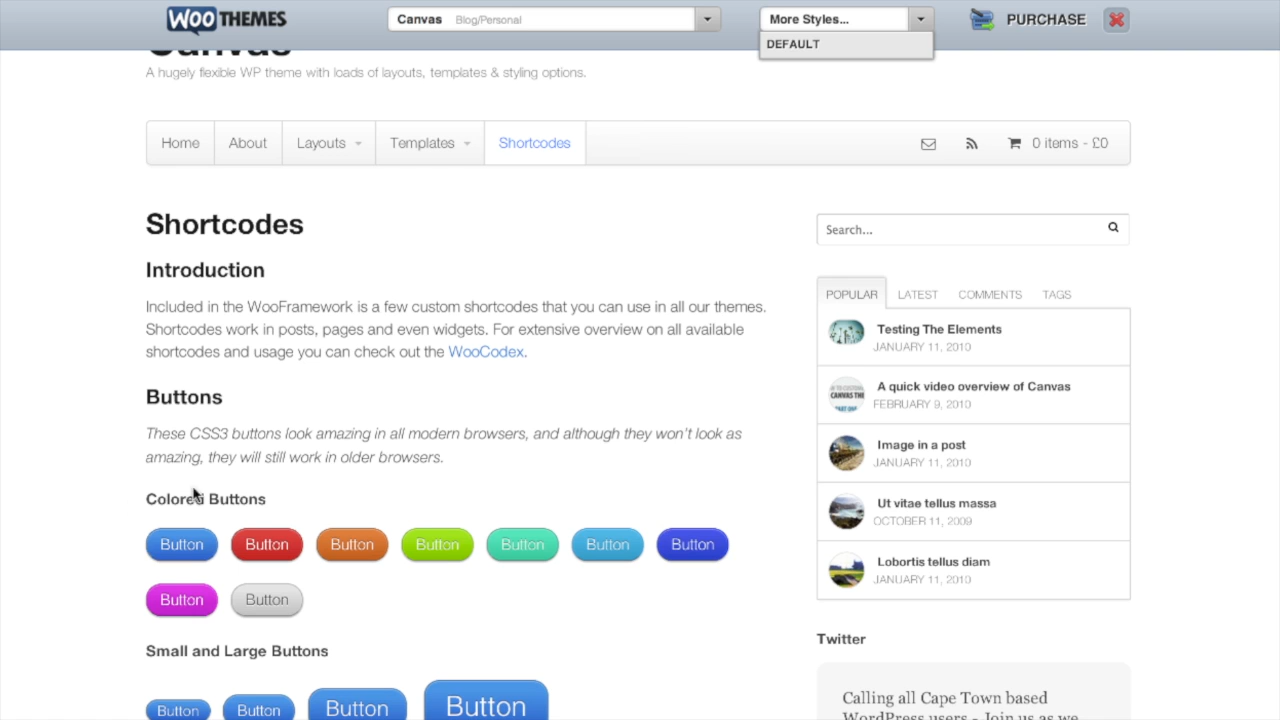 WOOTHEMES
Canvas Blog/Personal
More Styles...
PURCHASE
DEFAULT
Canvas
A hugely flexible WP theme with loads of layouts, templates & styling options.
Home About Layouts Templates Shortcodes
0 items - £0
Shortcodes
Introduction
Included in the WooFramework is a few custom shortcodes that you can use in all our themes.
Shortcodes work in posts, pages and even widgets. For extensive overview on all available
shortcodes and usage you can check out the WooCodex.
Buttons
These CSS3 buttons look amazing in all modern browsers, and although they won't look as
amazing, they will still work in older browsers.
Colored Buttons
Button Button Button Button Button Button Button
Button Button
Small and Large Buttons
Button Button Button Button
Search...
POPULAR LATEST COMMENTS TAGS
Testing The Elements
JANUARY 11, 2010
A quick video overview of Canvas
FEBRUARY 9, 2010
Image in a post
JANUARY 11, 2010
Ut vitae tellus massa
OCTOBER 11, 2009
Lobortis tellus diam
JANUARY 11, 2010
Twitter
Calling all Cape Town based
WordPress users - Join us as we